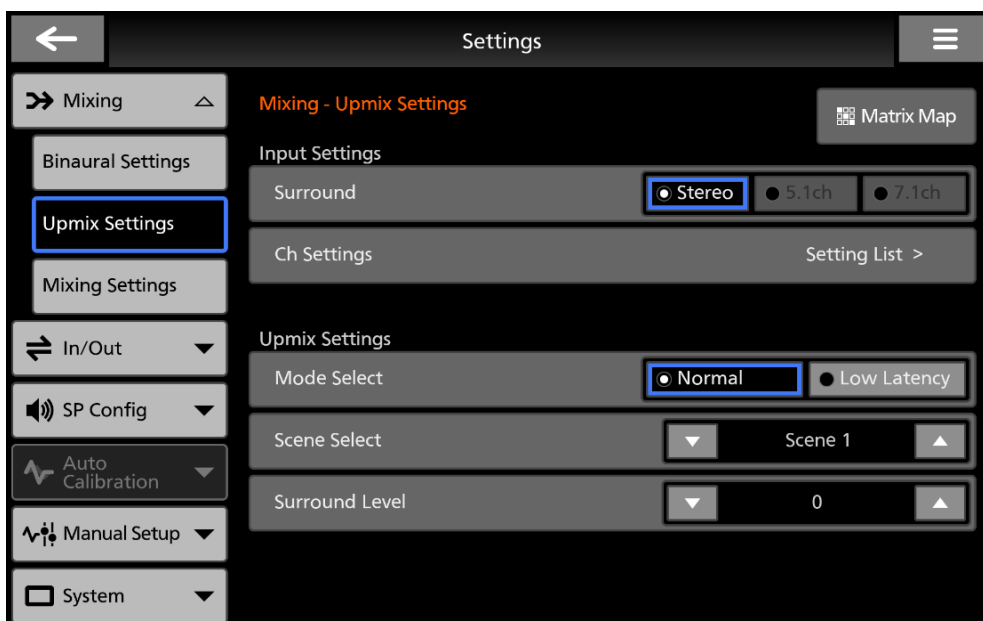 Settings
Mixing
Binaural Settings
Upmix Settings
Mixing Settings
In/Out
SP Config
Auto
Calibration
Manual Setup
System
Mixing - Upmix Settings
Matrix Map
Input Settings
Surround
Stereo
5.1ch
7.1ch
Ch Settings
Setting List >
Upmix Settings
Mode Select
Normal
Low Latency
Scene Select
Scene 1
Surround Level
0